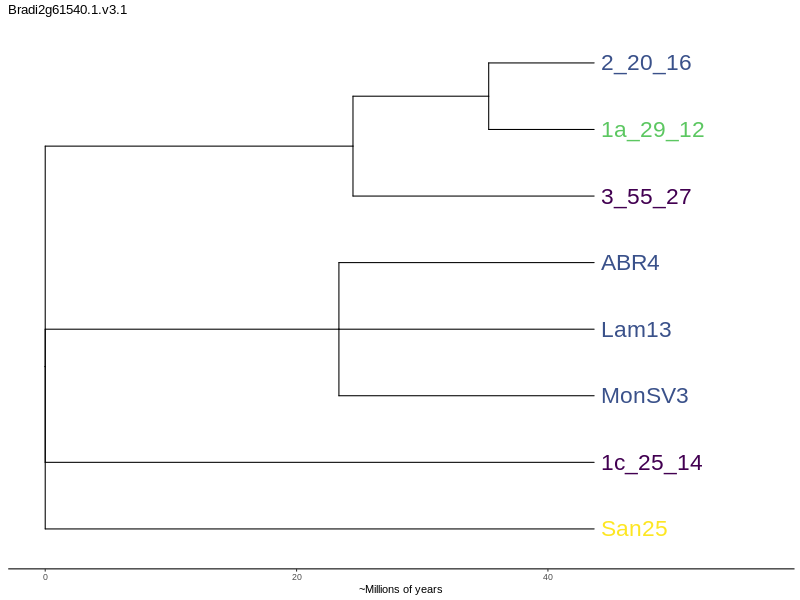 Bradi2g61540.1.v3.1
2_20_16
1a_29_12
3_55_27
ABR4
Lam13
MonSV3
1c_25_14
San25
0 20 40
~Millions of years